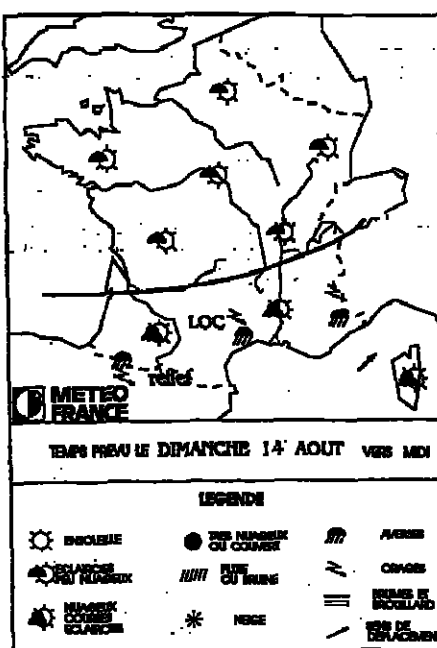 LOC
relief
METEO
FRANCE
TEMPS PREVU LE DIMANCHE 14 AOUT VERS MIDI
LEGENDE
ENSOLEILLE
ECLAIRCIES
PEU NUAGEUX
NUAGEUX
COURTES
ECLAIRCIES
TRES NUAGEUX
OU COUVERT
PLUIE
OU BRUINE
NEIGE
AVERSES
ORAGES
BRUMES ET
BROUILLARD
SENS DE
DEPLACEMENT